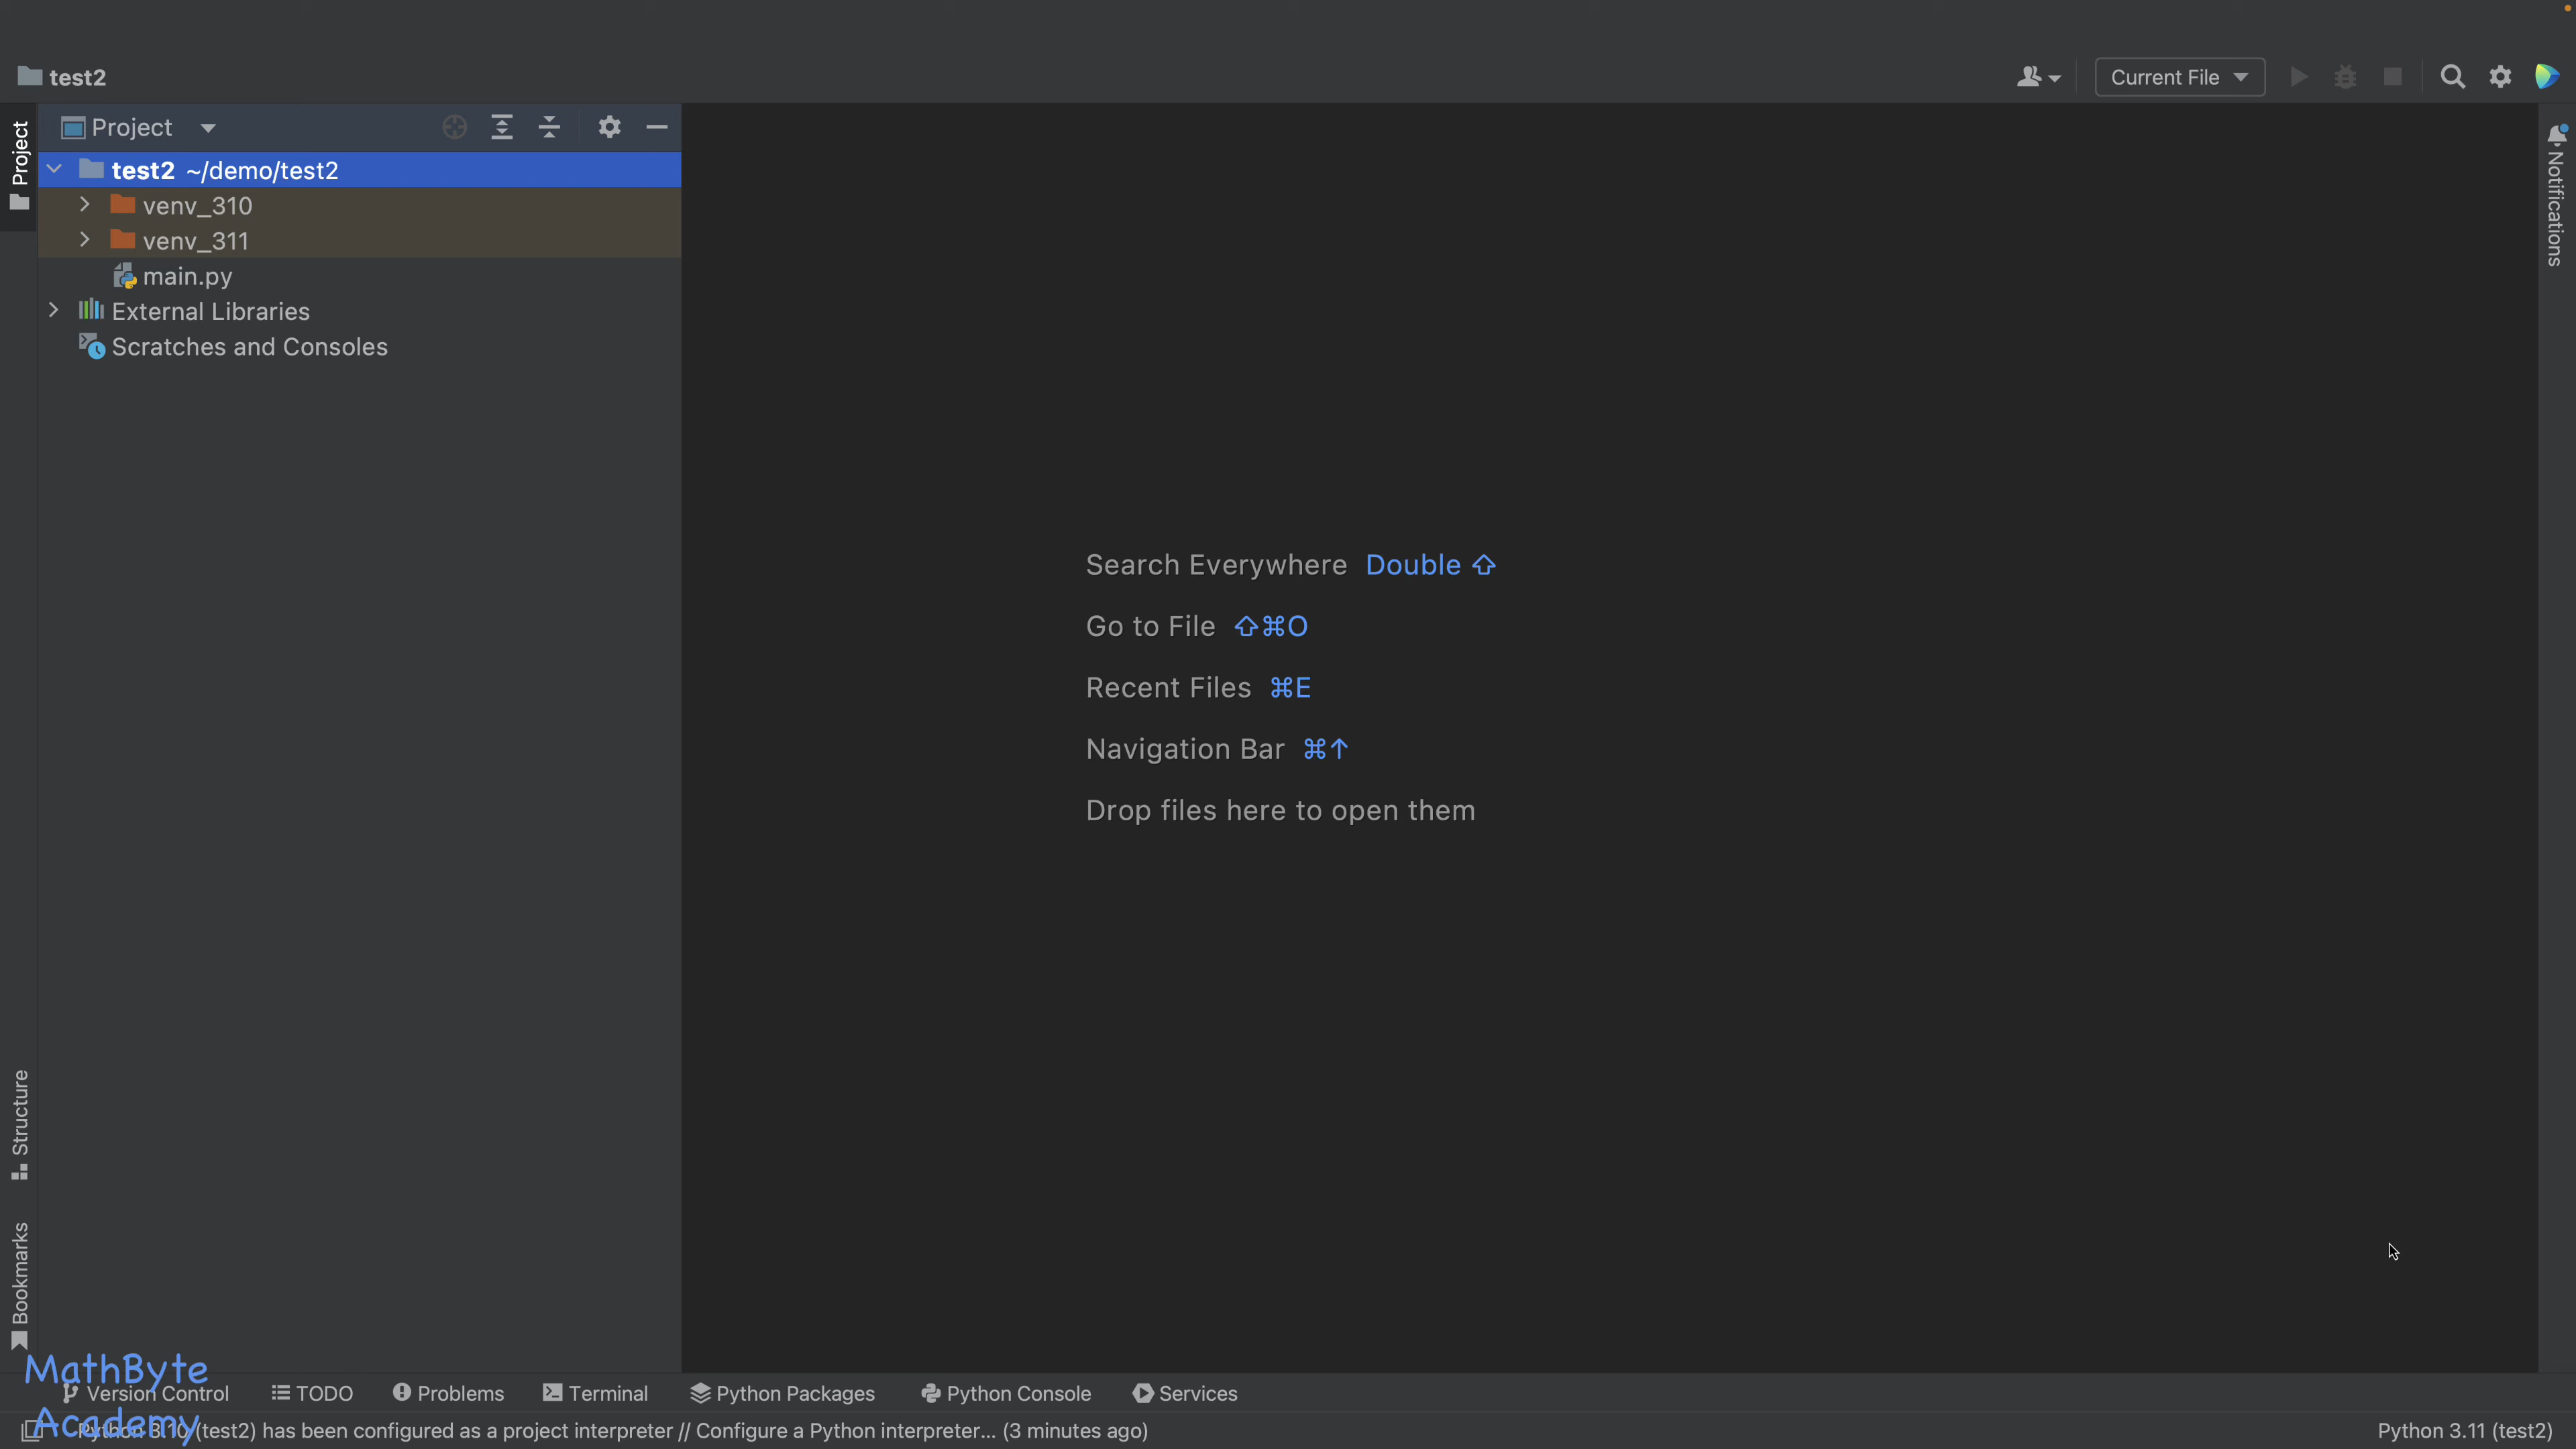 test2
Current File
Project
Project
test2 ~/demo/test2
venv_310
venv_311
main.py
External Libraries
Scratches and Consoles
Notifications
Search Everywhere Double ⇧
Go to File ⇧⌘O
Recent Files ⌘E
Navigation Bar ⌘↑
Drop files here to open them
Structure
Bookmarks
MathByte
Academy
Version Control
TODO
Problems
Terminal
Python Packages
Python Console
Services
Python 3.10 (test2) has been configured as a project interpreter // Configure a Python interpreter... (3 minutes ago)
Python 3.11 (test2)